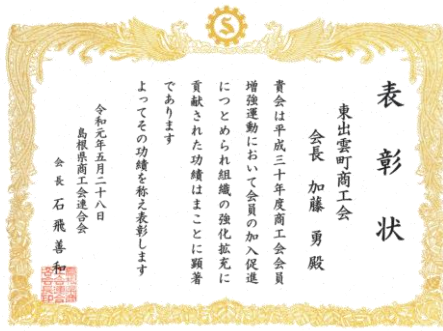 表彰状
東出雲町商工会
会長 加藤 勇 殿
貴会は平成三十年度商工会会員
増強運動において会員の加入促進
につとめられ組織の強化拡充に
貢献された功績はまことに顕著
であります
よってその功績を称え表彰します
令和元年五月二十八日
島根県商工会連合会
会長 石飛善和